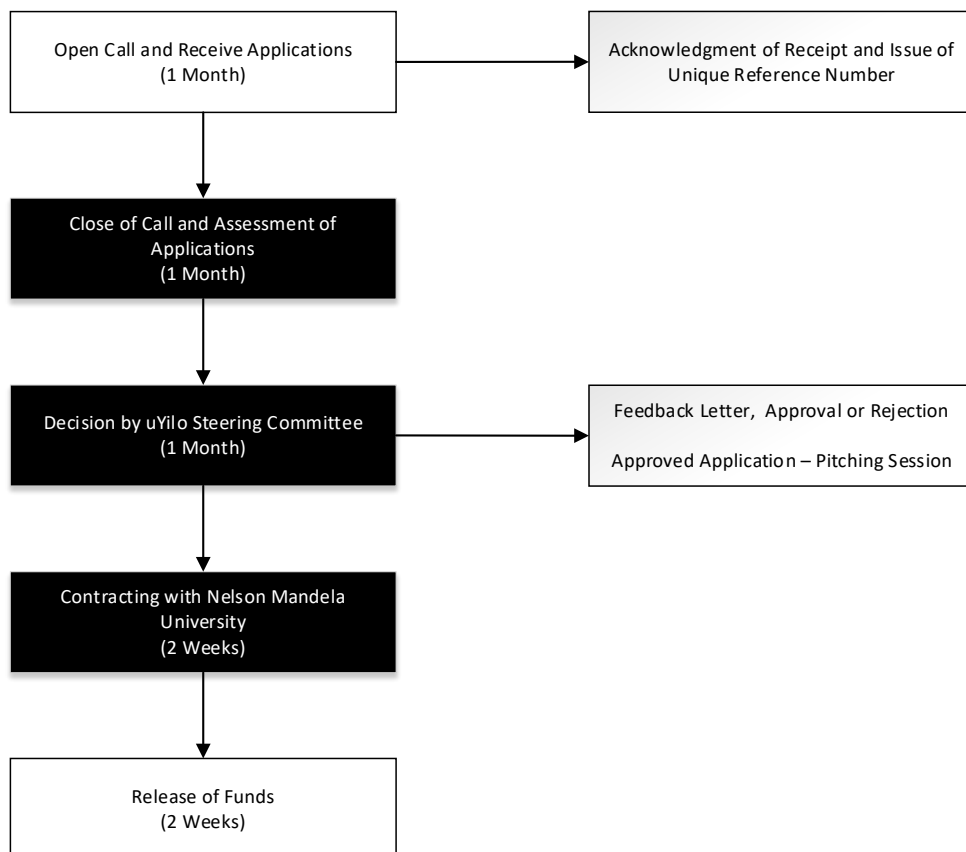 Open Call and Receive Applications
(1 Month)
Acknowledgment of Receipt and Issue of
Unique Reference Number
Close of Call and Assessment of
Applications
(1 Month)
Decision by uYilo Steering Committee
(1 Month)
Feedback Letter, Approval or Rejection
Approved Application – Pitching Session
Contracting with Nelson Mandela
University
(2 Weeks)
Release of Funds
(2 Weeks)